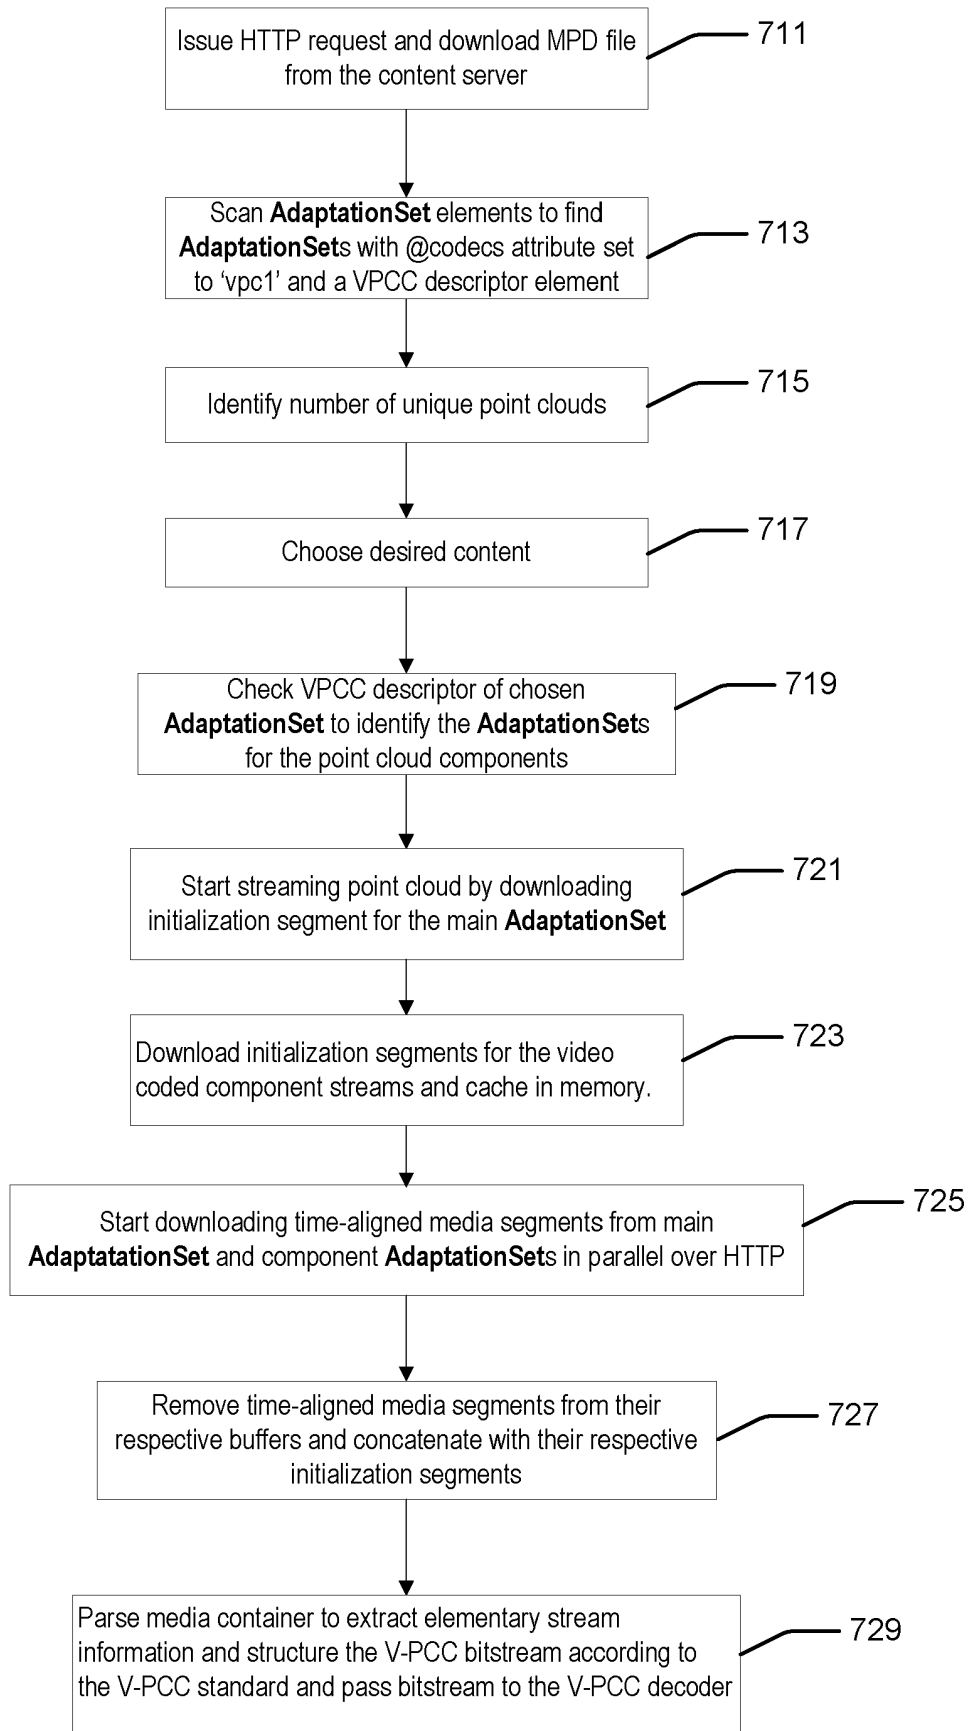 Issue HTTP request and download MPD file
from the content server
711
Scan AdaptationSet elements to find
AdaptationSets with @codecs attribute set
to ‘vpc1’ and a VPCC descriptor element
713
Identify number of unique point clouds
715
Choose desired content
717
Check VPCC descriptor of chosen
AdaptationSet to identify the AdaptationSets
for the point cloud components
719
Start streaming point cloud by downloading
initialization segment for the main AdaptationSet
721
Download initialization segments for the video
coded component streams and cache in memory.
723
Start downloading time-aligned media segments from main
AdaptatationSet and component AdaptationSets in parallel over HTTP
725
Remove time-aligned media segments from their
respective buffers and concatenate with their respective
initialization segments
727
Parse media container to extract elementary stream
information and structure the V-PCC bitstream according to
the V-PCC standard and pass bitstream to the V-PCC decoder
729